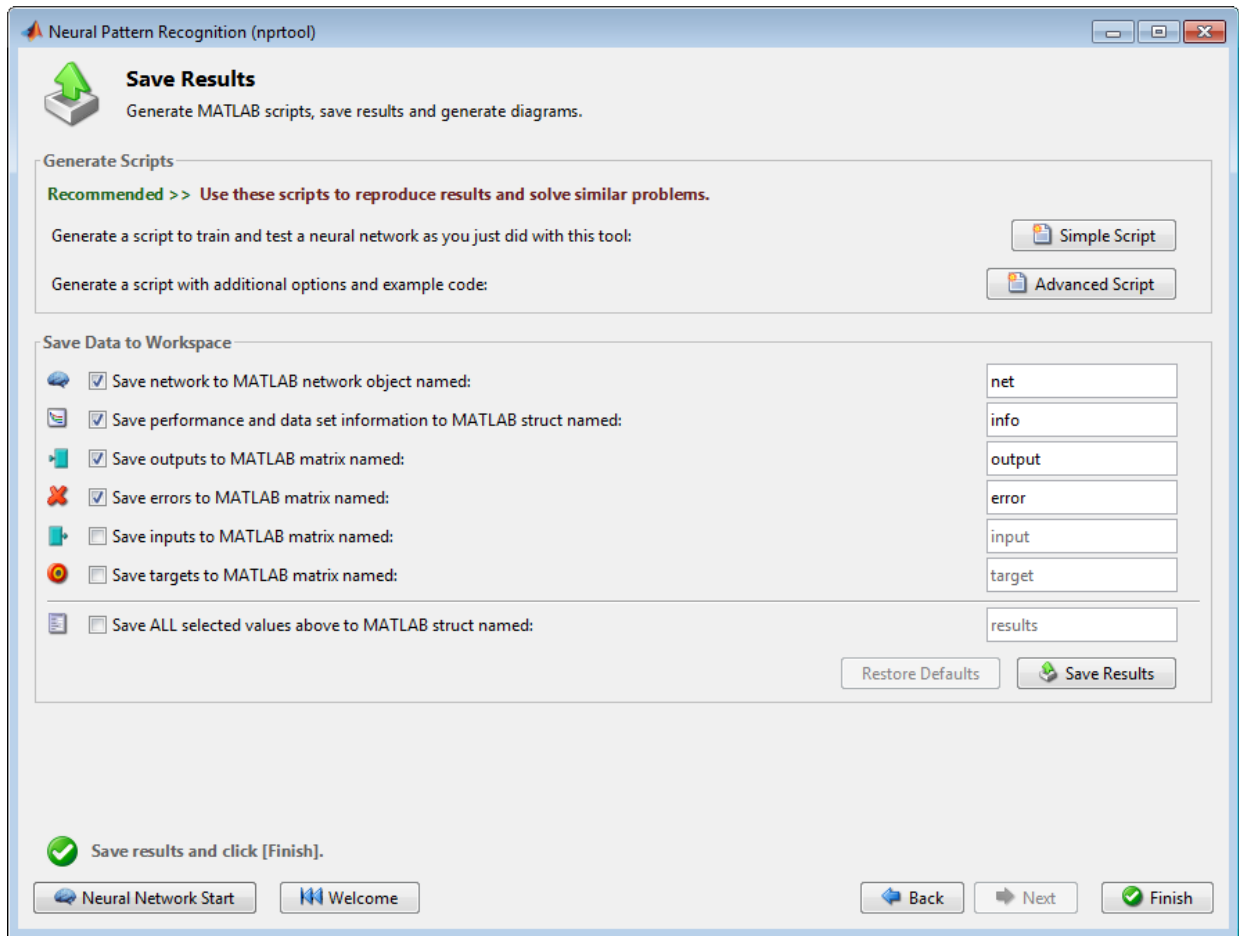 Neural Pattern Recognition (nprtool)
Save Results
Generate MATLAB scripts, save results and generate diagrams.
Generate Scripts
Recommended >> Use these scripts to reproduce results and solve similar problems.
Generate a script to train and test a neural network as you just did with this tool: Simple Script
Generate a script with additional options and example code: Advanced Script
Save Data to Workspace
Save network to MATLAB network object named: net
Save performance and data set information to MATLAB struct named: info
Save outputs to MATLAB matrix named: output
Save errors to MATLAB matrix named: error
Save inputs to MATLAB matrix named: input
Save targets to MATLAB matrix named: target
Save ALL selected values above to MATLAB struct named: results
Restore Defaults Save Results
Save results and click [Finish].
Neural Network Start Welcome Back Next Finish